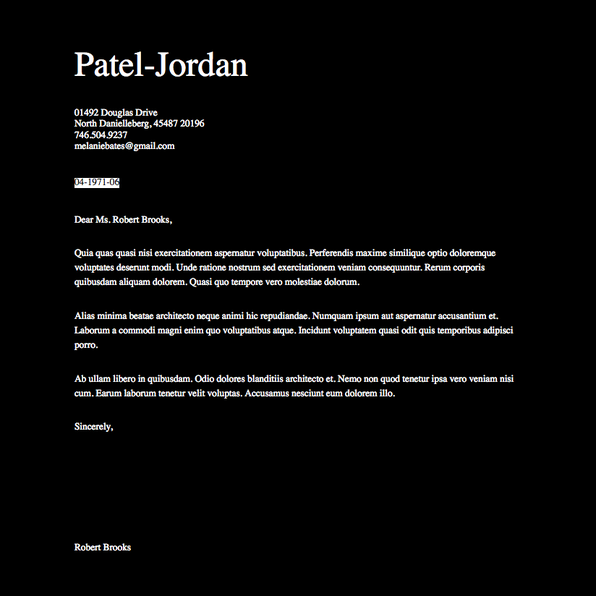 Patel-Jordan
01492 Douglas Drive
North Danielleberg, 45487 20196
746.504.9237
melaniebates@gmail.com
04-1971-06
Dear Ms. Robert Brooks,
Quia quas quasi nisi exercitationem aspernatur voluptatibus. Perferendis maxime similique optio doloremque
voluptates deserunt modi. Unde ratione nostrum sed exercitationem veniam consequuntur. Rerum corporis
quibusdam aliquam dolorem. Quasi quo tempore vero molestiae dolorum.
Alias minima beatae architecto neque animi hic repudiandae. Numquam ipsum aut aspernatur accusantium et.
Laborum a commodi magni enim quo voluptatibus atque. Incidunt voluptatem quasi odit quis temporibus adipisci
porro.
Ab ullam libero in quibusdam. Odio dolores blanditiis architecto et. Nemo non quod tenetur ipsa vero veniam nisi
cum. Earum laborum tenetur velit voluptas. Accusamus nesciunt eum dolorem illo.
Sincerely,
Robert Brooks